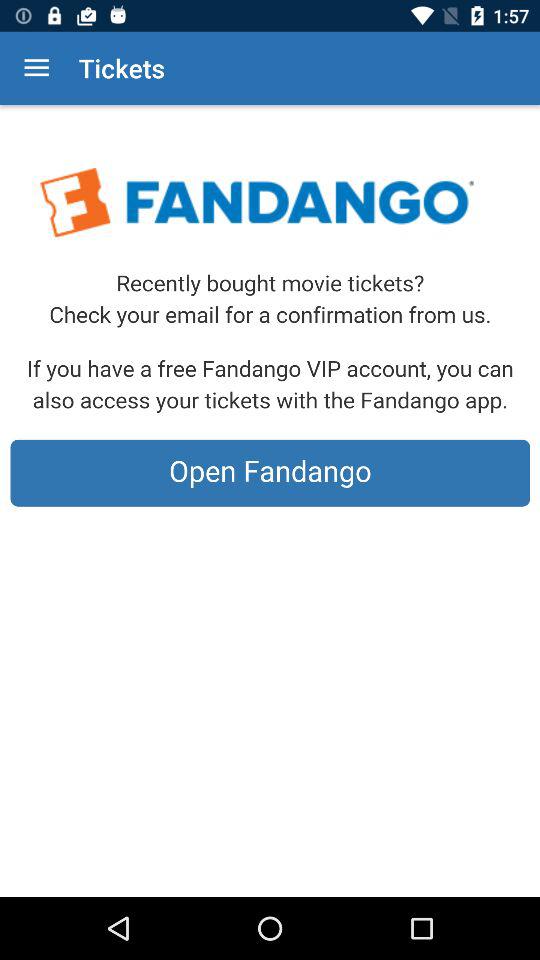 1:57
Tickets
FANDANGO
Recently bought movie tickets?
Check your email for a confirmation from us.
If you have a free Fandango VIP account, you can
also access your tickets with the Fandango app.
Open Fandango